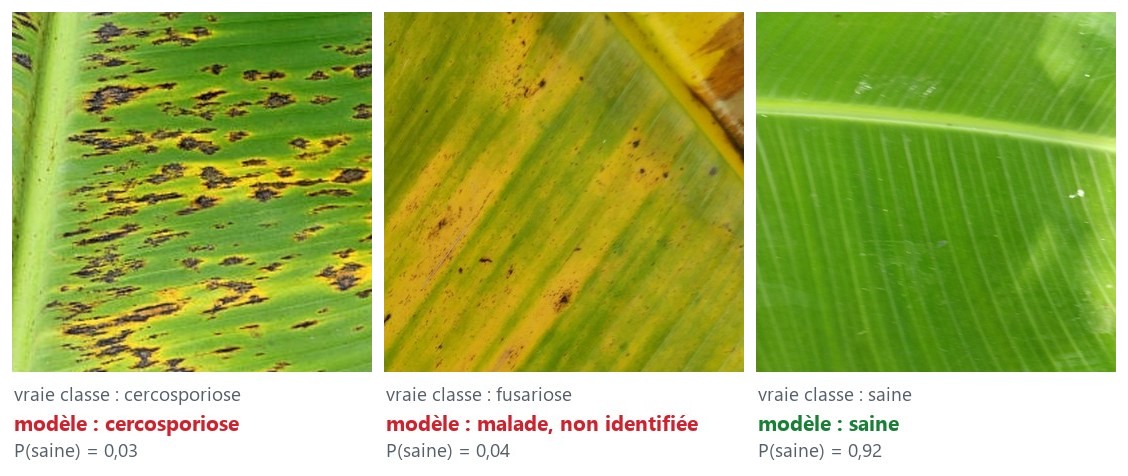 vraie classe : cercosporiose
modèle : cercosporiose
P(saine) = 0,03
vraie classe : fusariose
modèle : malade, non identifiée
P(saine) = 0,04
vraie classe : saine
modèle : saine
P(saine) = 0,92